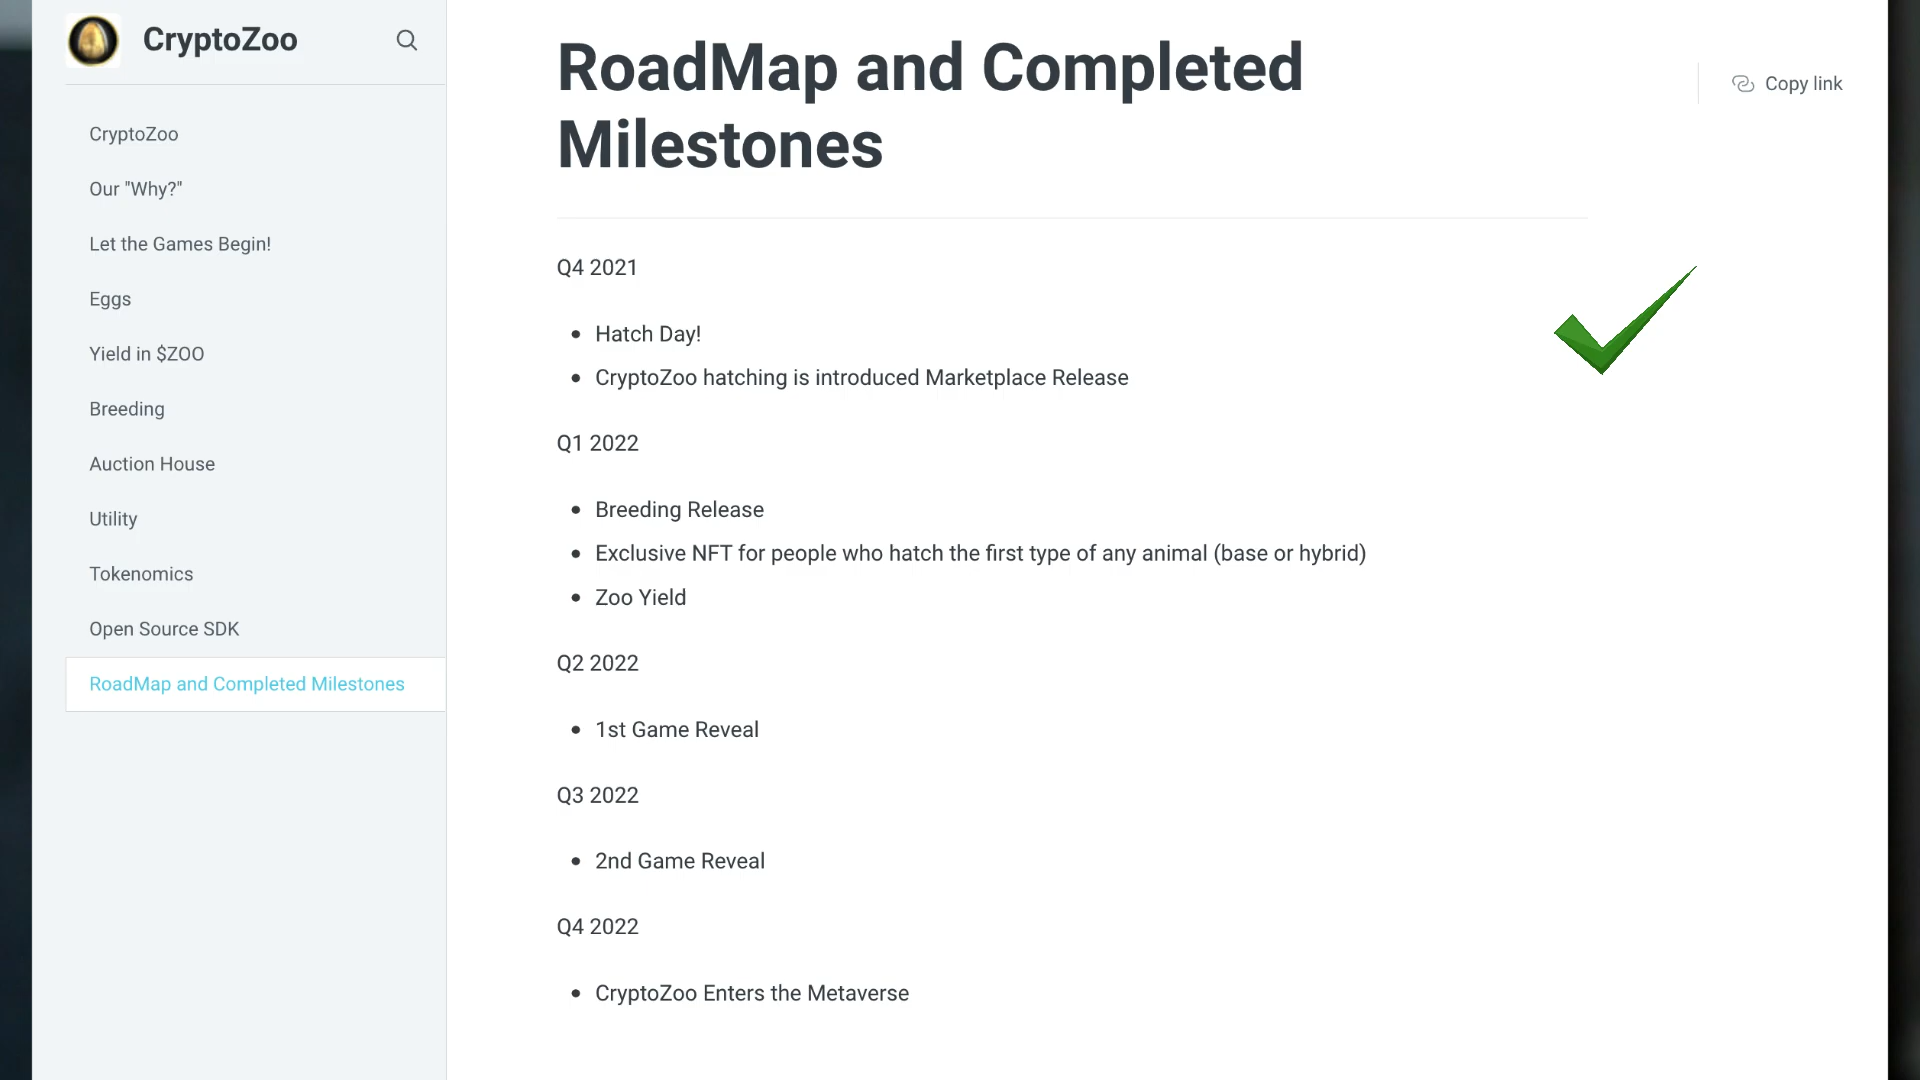 CryptoZoo
CryptoZoo
Our "Why?"
Let the Games Begin!
Eggs
Yield in $ZOO
Breeding
Auction House
Utility
Tokenomics
Open Source SDK
RoadMap and Completed Milestones
RoadMap and Completed
Milestones
Copy link
Q4 2021
Hatch Day!
CryptoZoo hatching is introduced Marketplace Release
Q1 2022
Breeding Release
Exclusive NFT for people who hatch the first type of any animal (base or hybrid)
Zoo Yield
Q2 2022
1st Game Reveal
Q3 2022
2nd Game Reveal
Q4 2022
CryptoZoo Enters the Metaverse